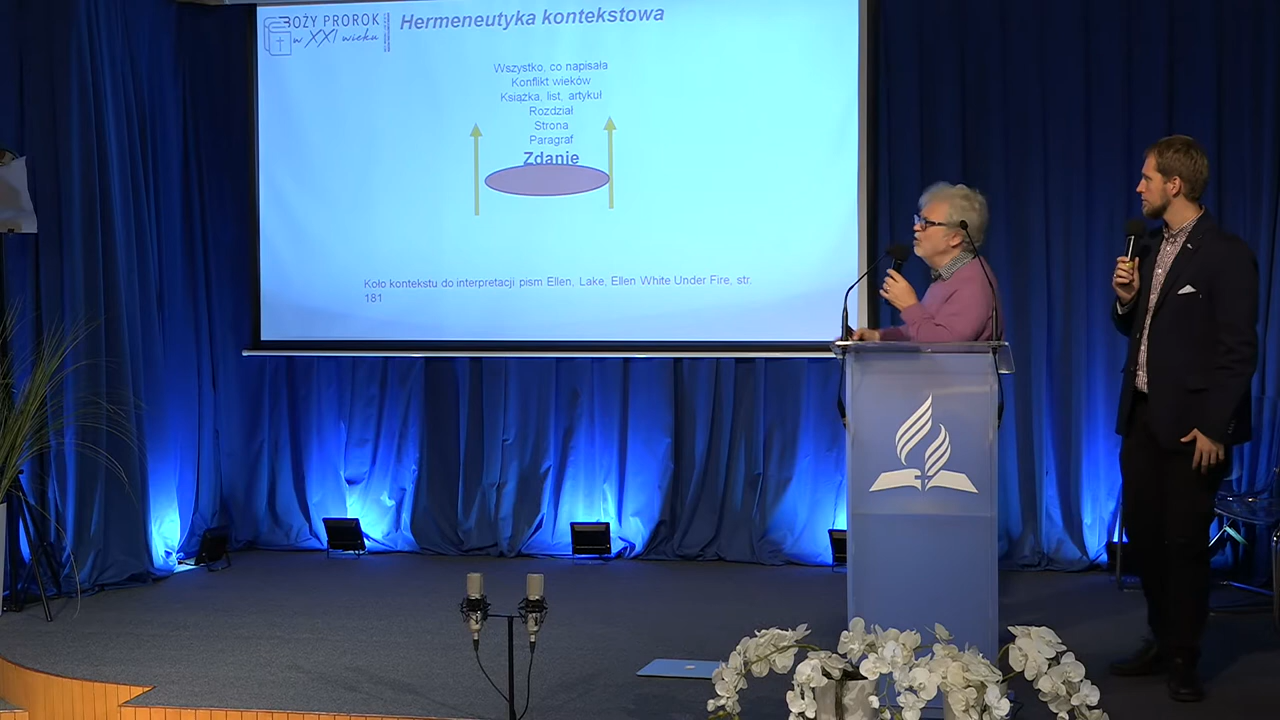 BOŻY PROROK
w XXI wieku
Hermeneutyka kontekstowa
Wszystko, co napisała
Konflikt wieków
Książka, list, artykuł
Rozdział
Strona
Paragraf
Zdanie
Koło kontekstu do interpretacji pism Ellen, Lake, Ellen White Under Fire, str.
181